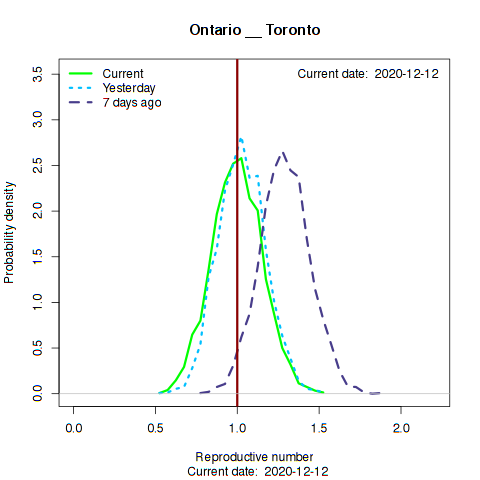 Ontario __ Toronto
Current
Yesterday
7 days ago
Current date:  2020-12-12
Probability density
3.5
3.0
2.5
2.0
1.5
1.0
0.5
0.0
0.0 0.5 1.0 1.5 2.0
Reproductive number
Current date:  2020-12-12